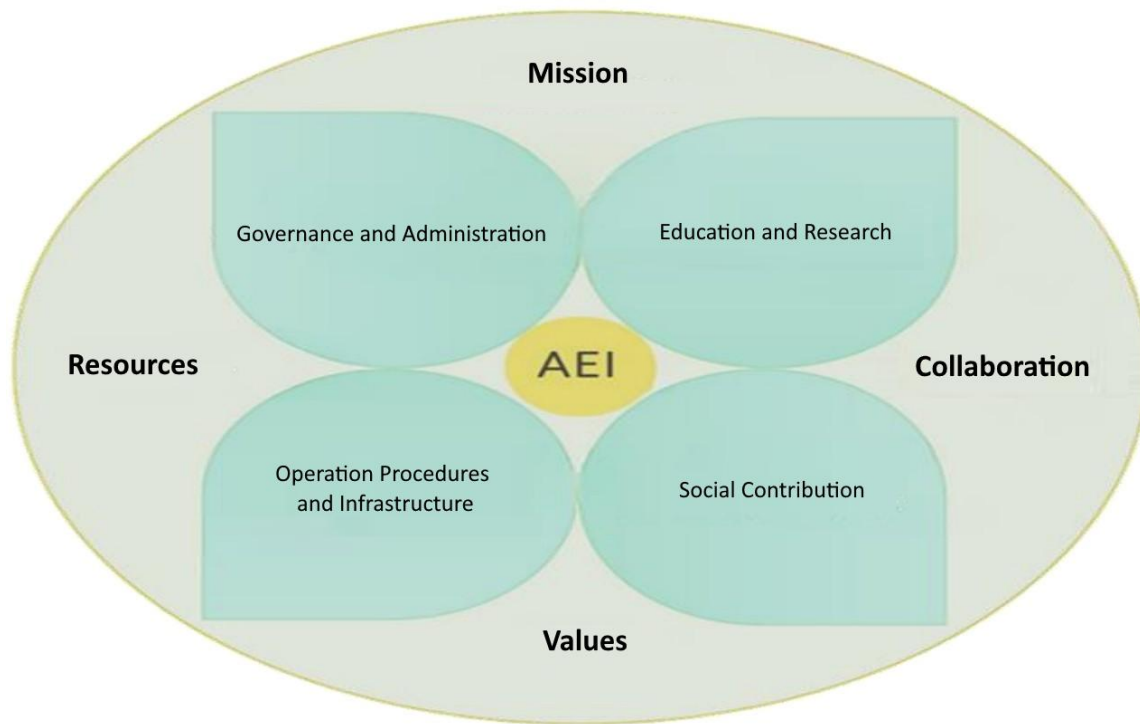 Mission
Governance and Administration
Education and Research
Resources
AEI
Collaboration
Operation Procedures
and Infrastructure
Social Contribution
Values